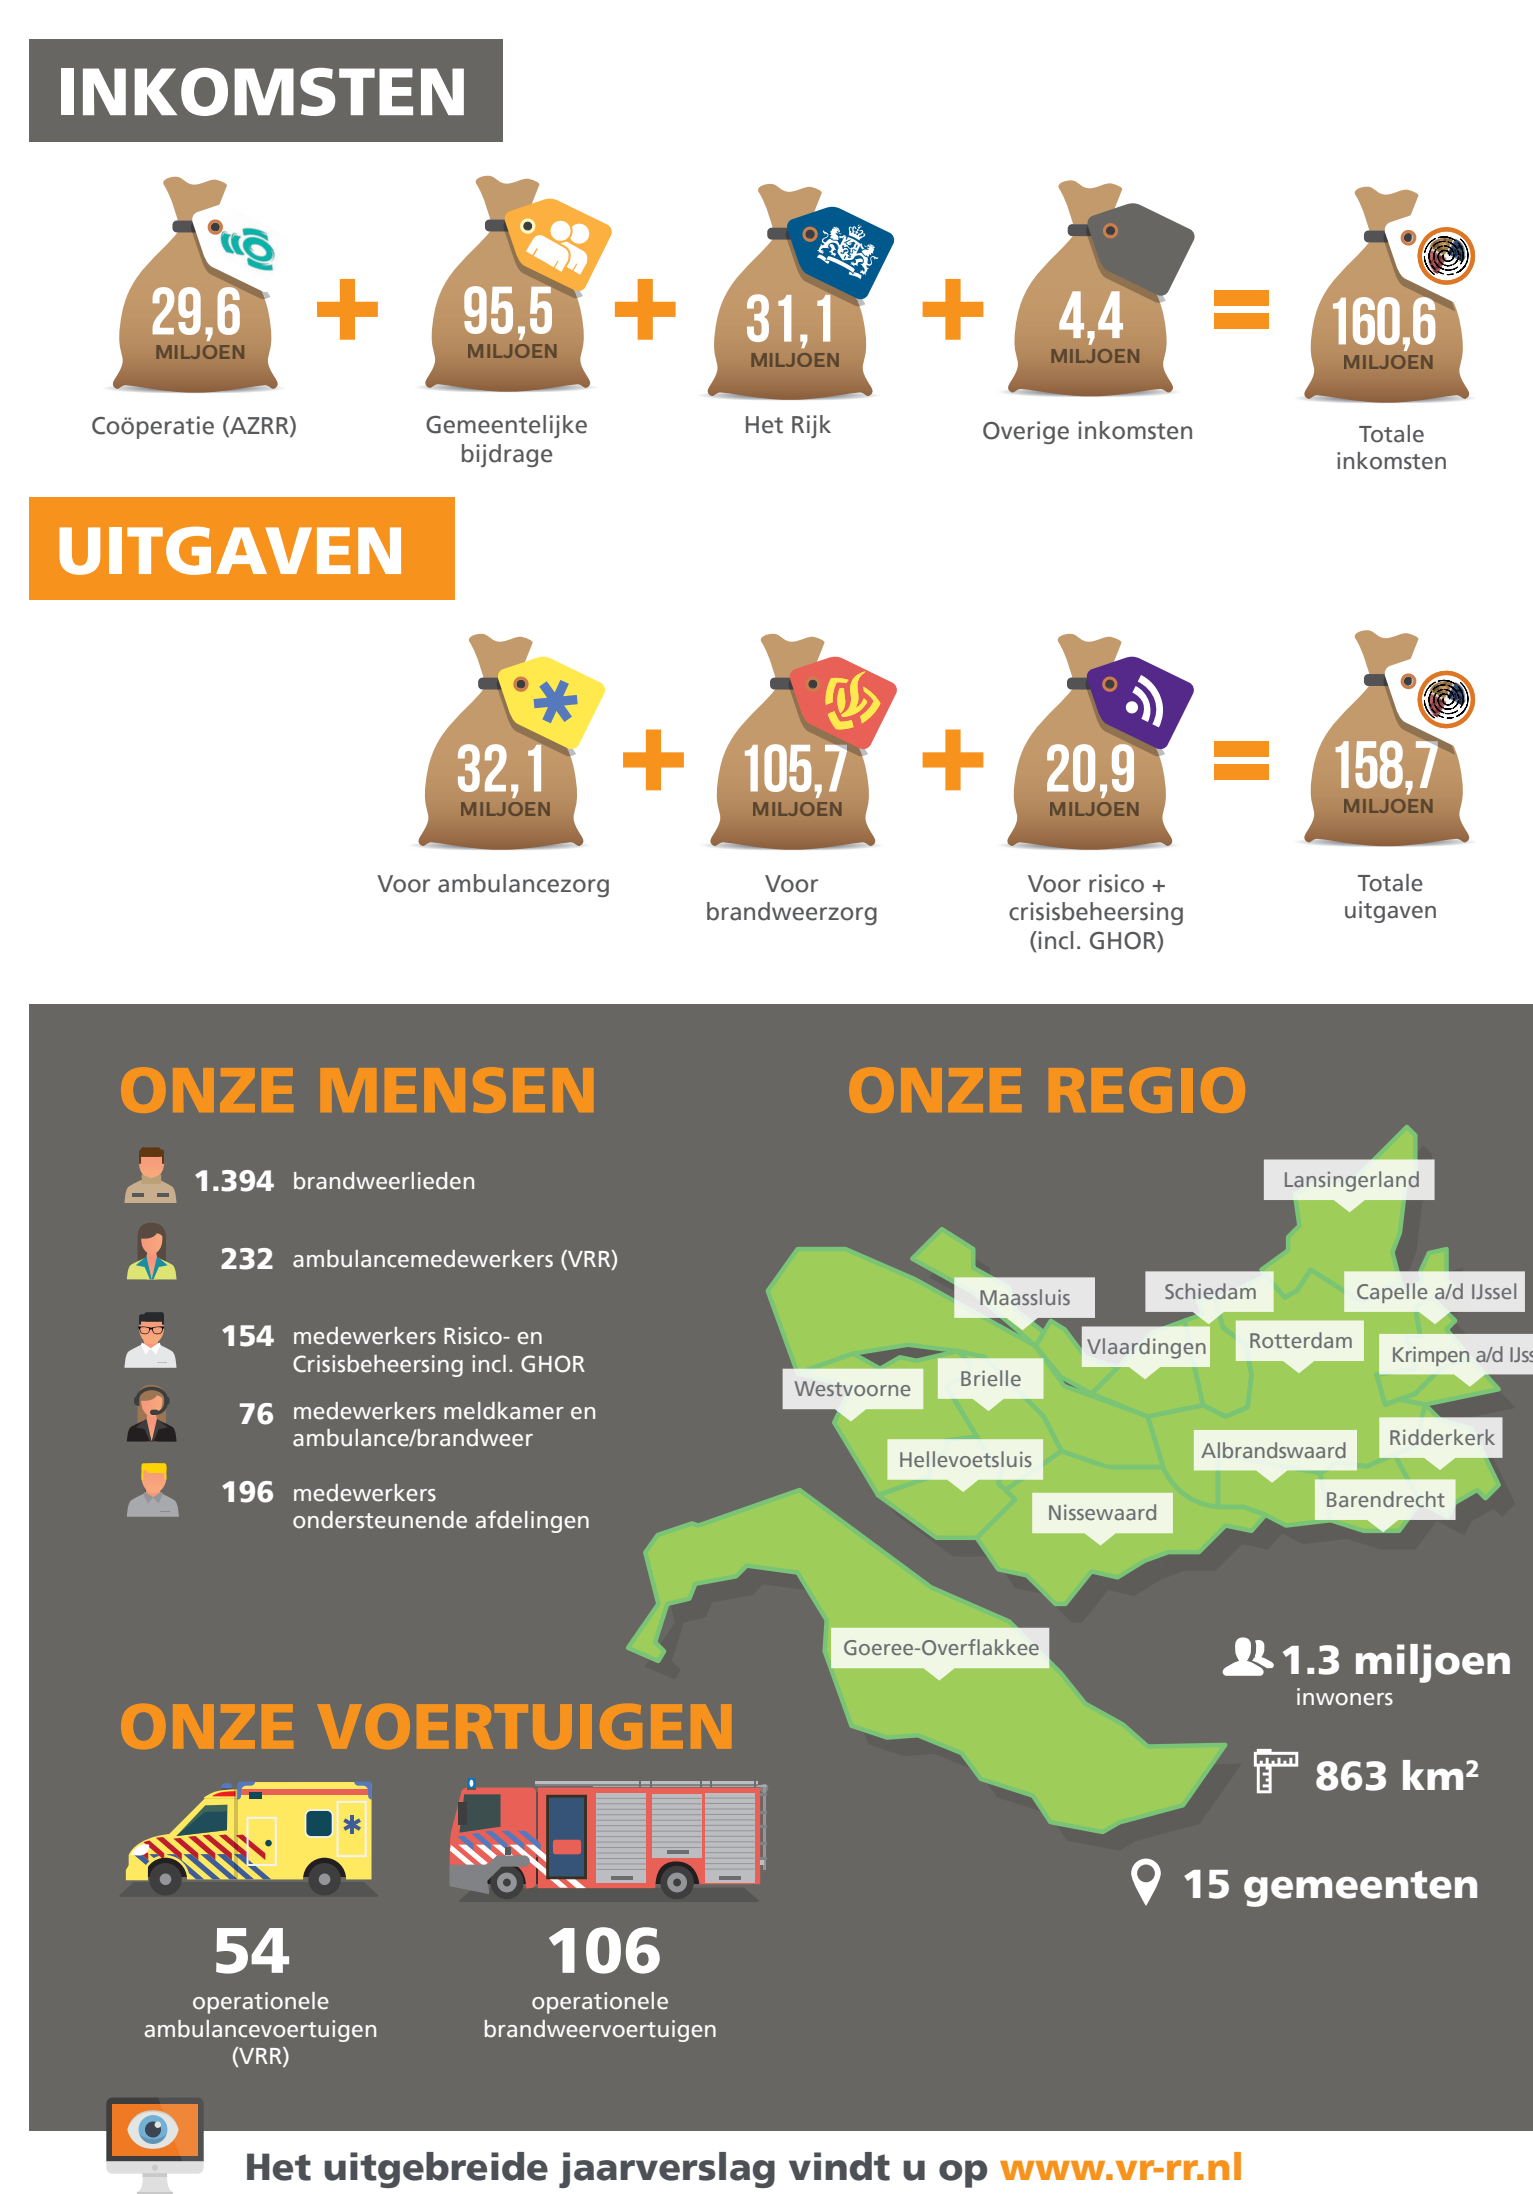 INKOMSTEN
29,6
MILJOEN
Coöperatie (AZRR)
95,5
MILJOEN
Gemeentelijke
bijdrage
31,1
MILJOEN
Het Rijk
4,4
MILJOEN
Overige inkomsten
160,6
MILJOEN
Totale
inkomsten
UITGAVEN
32,1
MILJOEN
Voor ambulancezorg
105,7
MILJOEN
Voor
brandweerzorg
20,9
MILJOEN
Voor risico +
crisisbeheersing
(incl. GHOR)
158,7
MILJOEN
Totale
uitgaven
ONZE MENSEN
1.394 brandweerlieden
232 ambulancemedewerkers (VRR)
154 medewerkers Risico- en
Crisisbeheersing incl. GHOR
76 medewerkers meldkamer en
ambulance/brandweer
196 medewerkers
ondersteunende afdelingen
ONZE REGIO
Lansingerland
Maassluis
Schiedam
Capelle a/d IJssel
Vlaardingen
Rotterdam
Krimpen a/d IJss
Westvoorne
Brielle
Hellevoetsluis
Albrandswaard
Ridderkerk
Nissewaard
Barendrecht
Goeree-Overflakkee
1.3 miljoen
inwoners
863 km²
15 gemeenten
ONZE VOERTUIGEN
54
operationele
ambulancevoertuigen
(VRR)
106
operationele
brandweervoertuigen
Het uitgebreide jaarverslag vindt u op www.vr-rr.nl